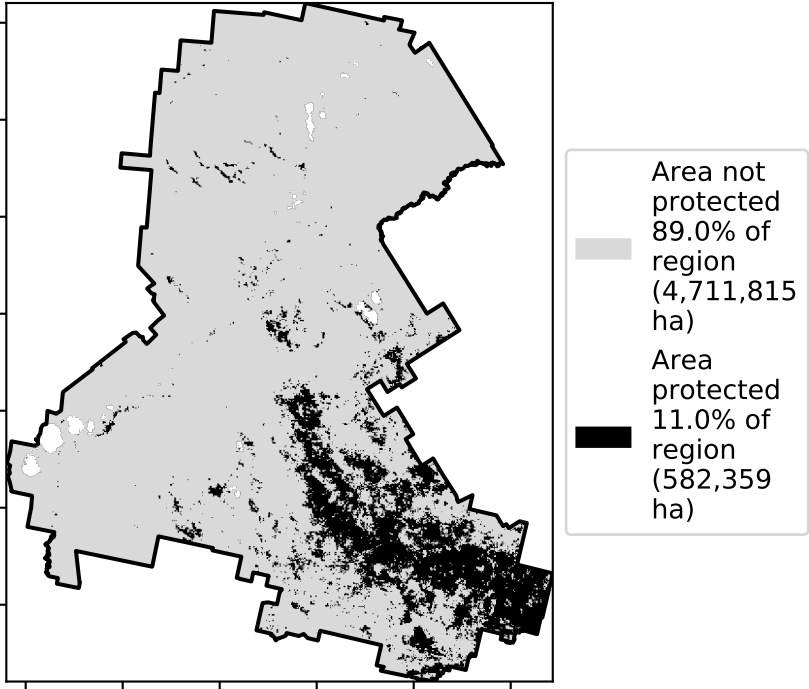 Area not
protected
89.0% of
region
(4,711,815
ha)
Area
protected
11.0% of
region
(582,359
ha)